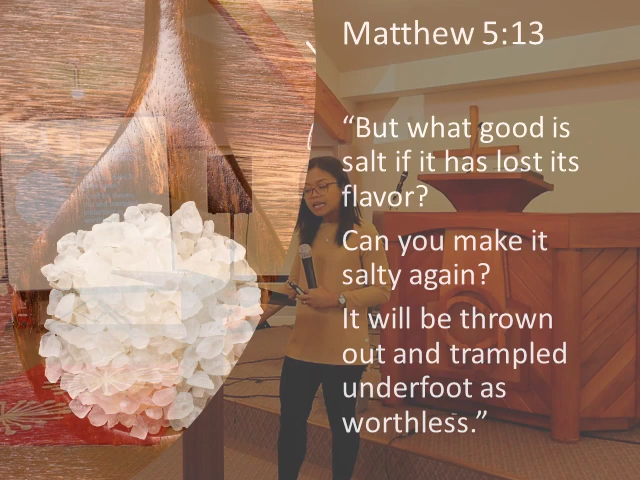 Matthew 5:13
“But what good is
salt if it has lost its
flavor?
Can you make it
salty again?
It will be thrown
out and trampled
underfoot as
worthless.”